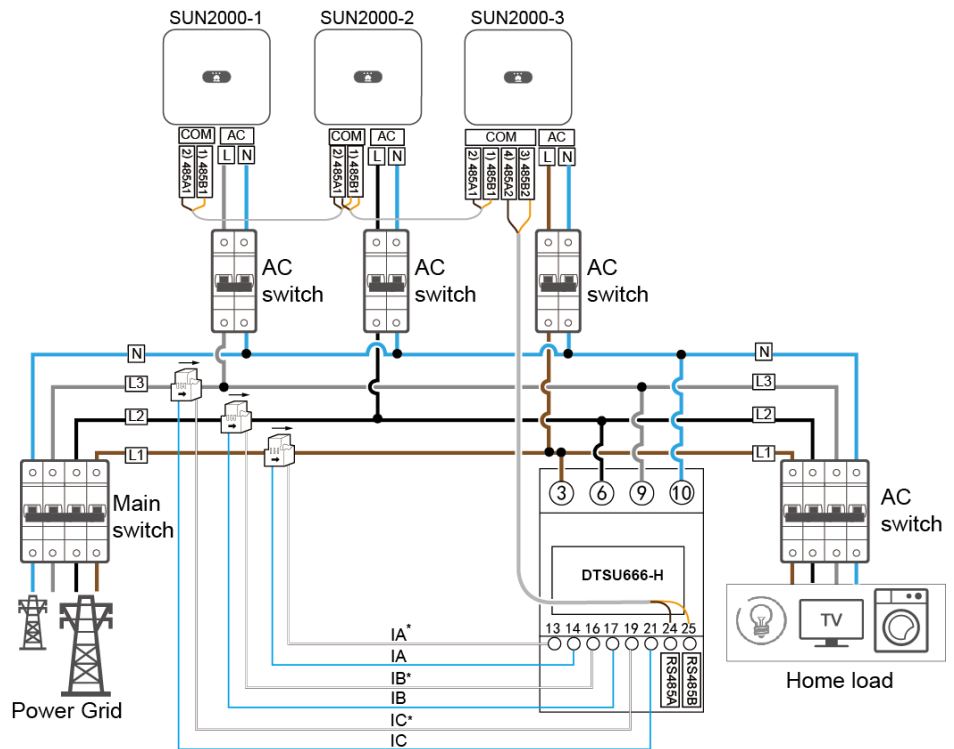 SUN2000-1 SUN2000-2 SUN2000-3
COM AC COM AC COM AC
2) 485A1 1) 485B1 L N
2) 485A1 1) 485B1 L N
2) 485A1 1) 485B1 4) 485A2 3) 485B2 L N
AC
switch
AC
switch
AC
switch
N N
L3 L3
L2 L2
L1 L1
Main
switch
3 6 9 10
AC
switch
DTSU666-H
TV
13 14 16 17 19 21 24 25
RS485A RS485B
IA*
IA
IB*
IB
IC*
IC
Home load
Power Grid